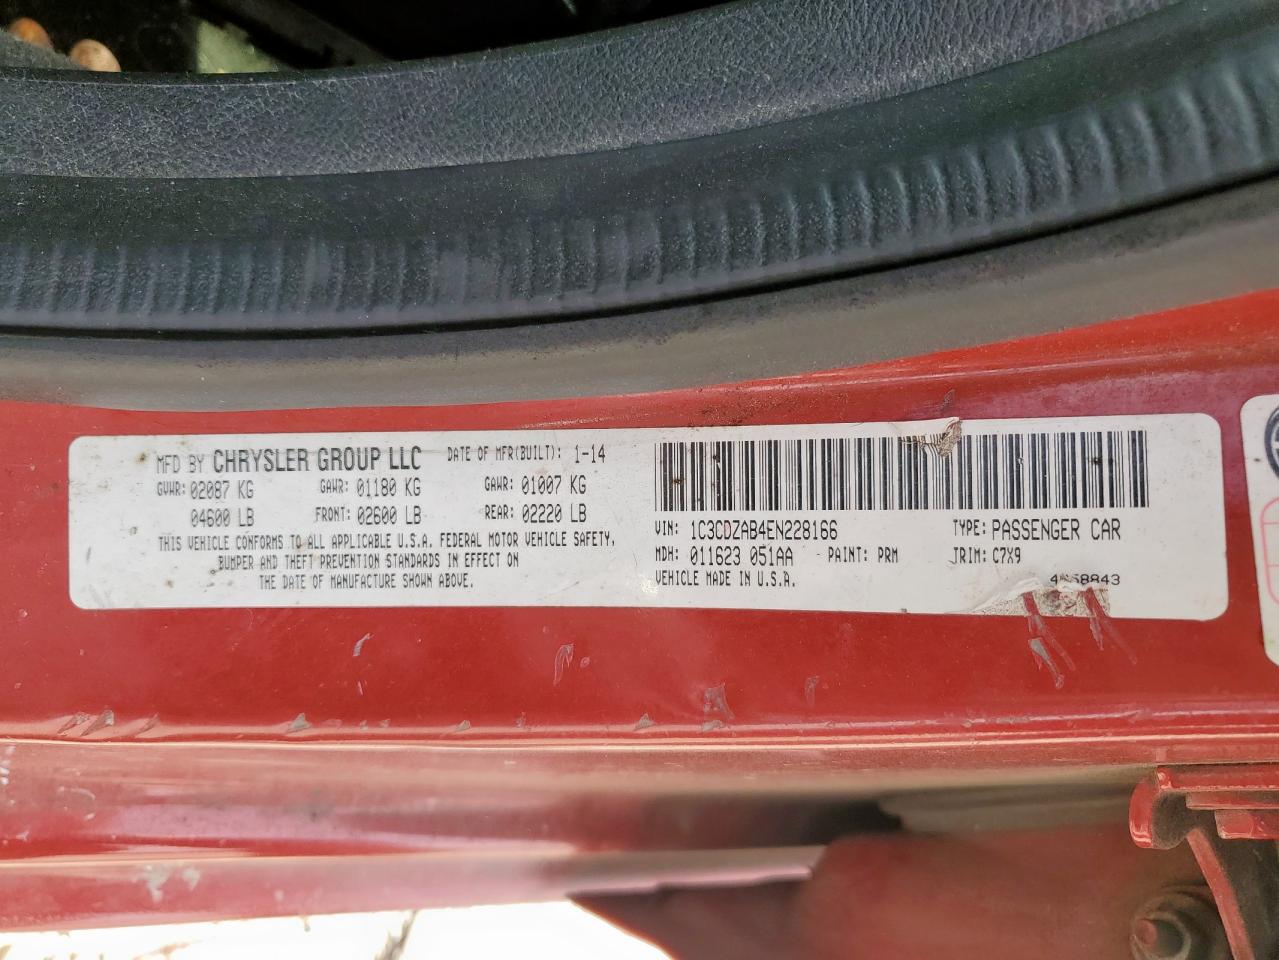 MFD BY CHRYSLER GROUP LLC DATE OF MFR(BUILT): 1-14
GVWR: 02087 KG GAWR: 01180 KG GAWR: 01007 KG
04600 LB FRONT: 02600 LB REAR: 02220 LB
THIS VEHICLE CONFORMS TO ALL APPLICABLE U.S.A. FEDERAL MOTOR VEHICLE SAFETY,
BUMPER AND THEFT PREVENTION STANDARDS IN EFFECT ON
THE DATE OF MANUFACTURE SHOWN ABOVE.
VIN: 1C3CDZAB4EN228166 TYPE: PASSENGER CAR
MDH: 011623 051AA PAINT: PRM TRIM: C7X9
VEHICLE MADE IN U.S.A.